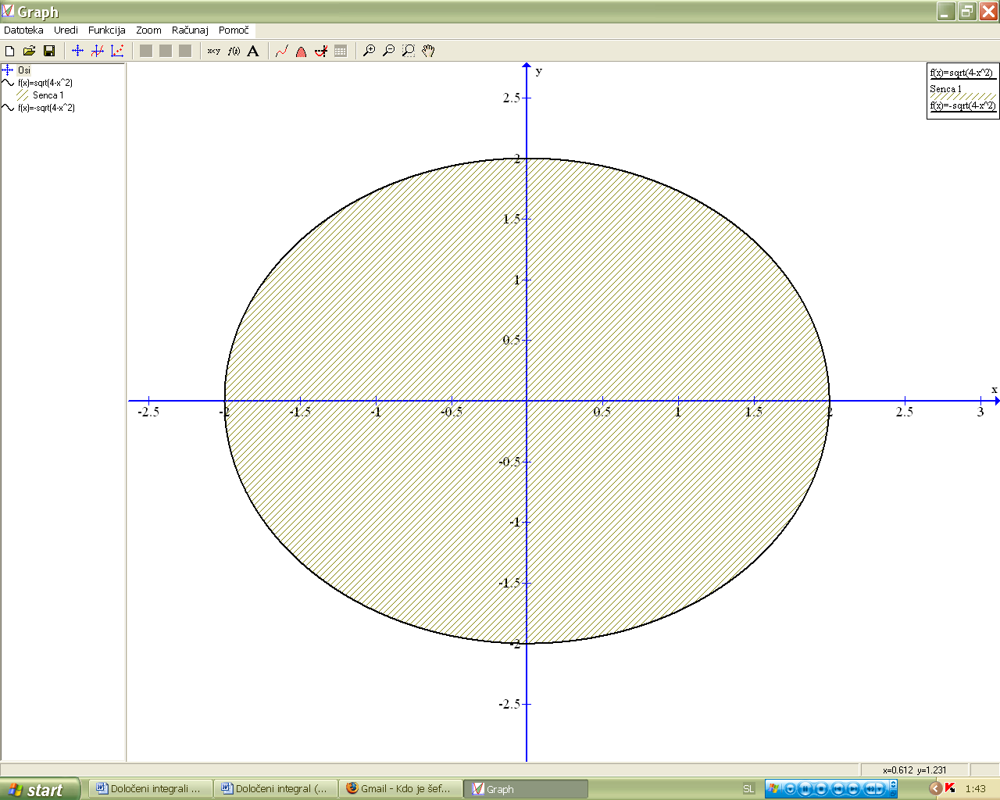 Graph
Datoteka Uredi Funkcija Zoom Računaj Pomoč
x<y f(x) A
Osi
f(x)=sqrt(4-x^2)
Senca 1
f(x)=-sqrt(4-x^2)
f(x)=sqrt(4-x^2)
Senca 1
f(x)=-sqrt(4-x^2)
y
2.5
2
1.5
1
0.5
x
-2.5 -2 -1.5 -1 -0.5 0.5 1 1.5 2 2.5 3
-0.5
-1
-1.5
-2
-2.5
x=0.612 y=1.231
start Določeni integrali ... Določeni integral (... Gmail - Kdo je šef... Graph SL 1:43